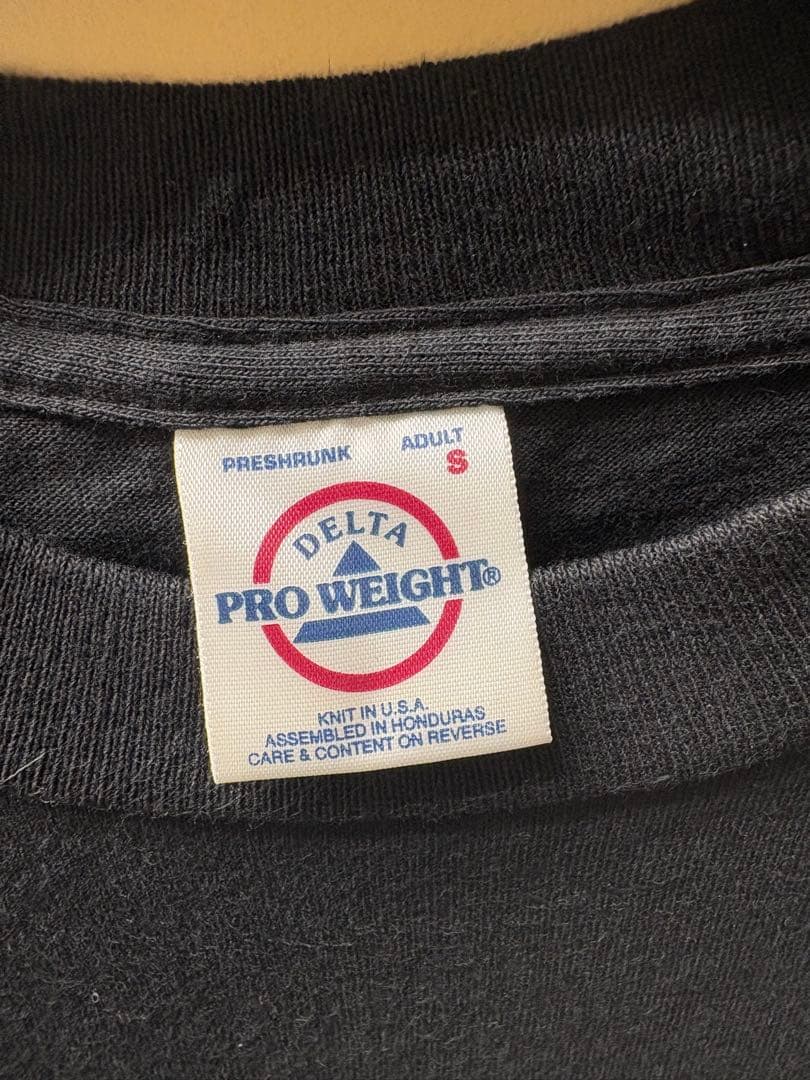 PRESHRUNK
ADULT
S
DELTA
PRO WEIGHT®
KNIT IN U.S.A.
ASSEMBLED IN HONDURAS
CARE & CONTENT ON REVERSE